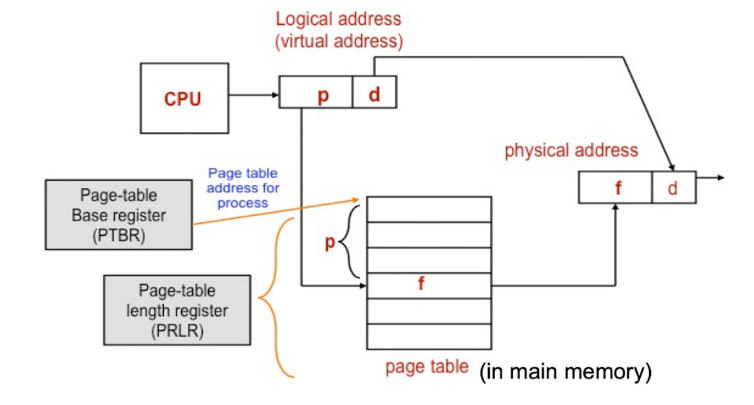 Logical address
(virtual address)
CPU
p d
physical address
f d
Page table
address for
process
Page-table
Base register
(PTBR)
p
f
Page-table
length register
(PRLR)
page table (in main memory)